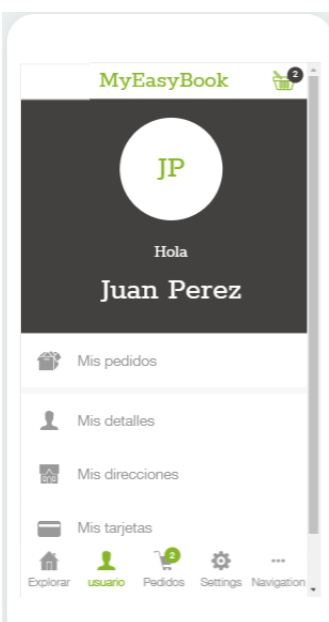 MyEasyBook
2
JP
Hola
Juan Perez
Mis pedidos
Mis detalles
Mis direcciones
Mis tarjetas
2
Explorar usuario Pedidos Settings Navigation